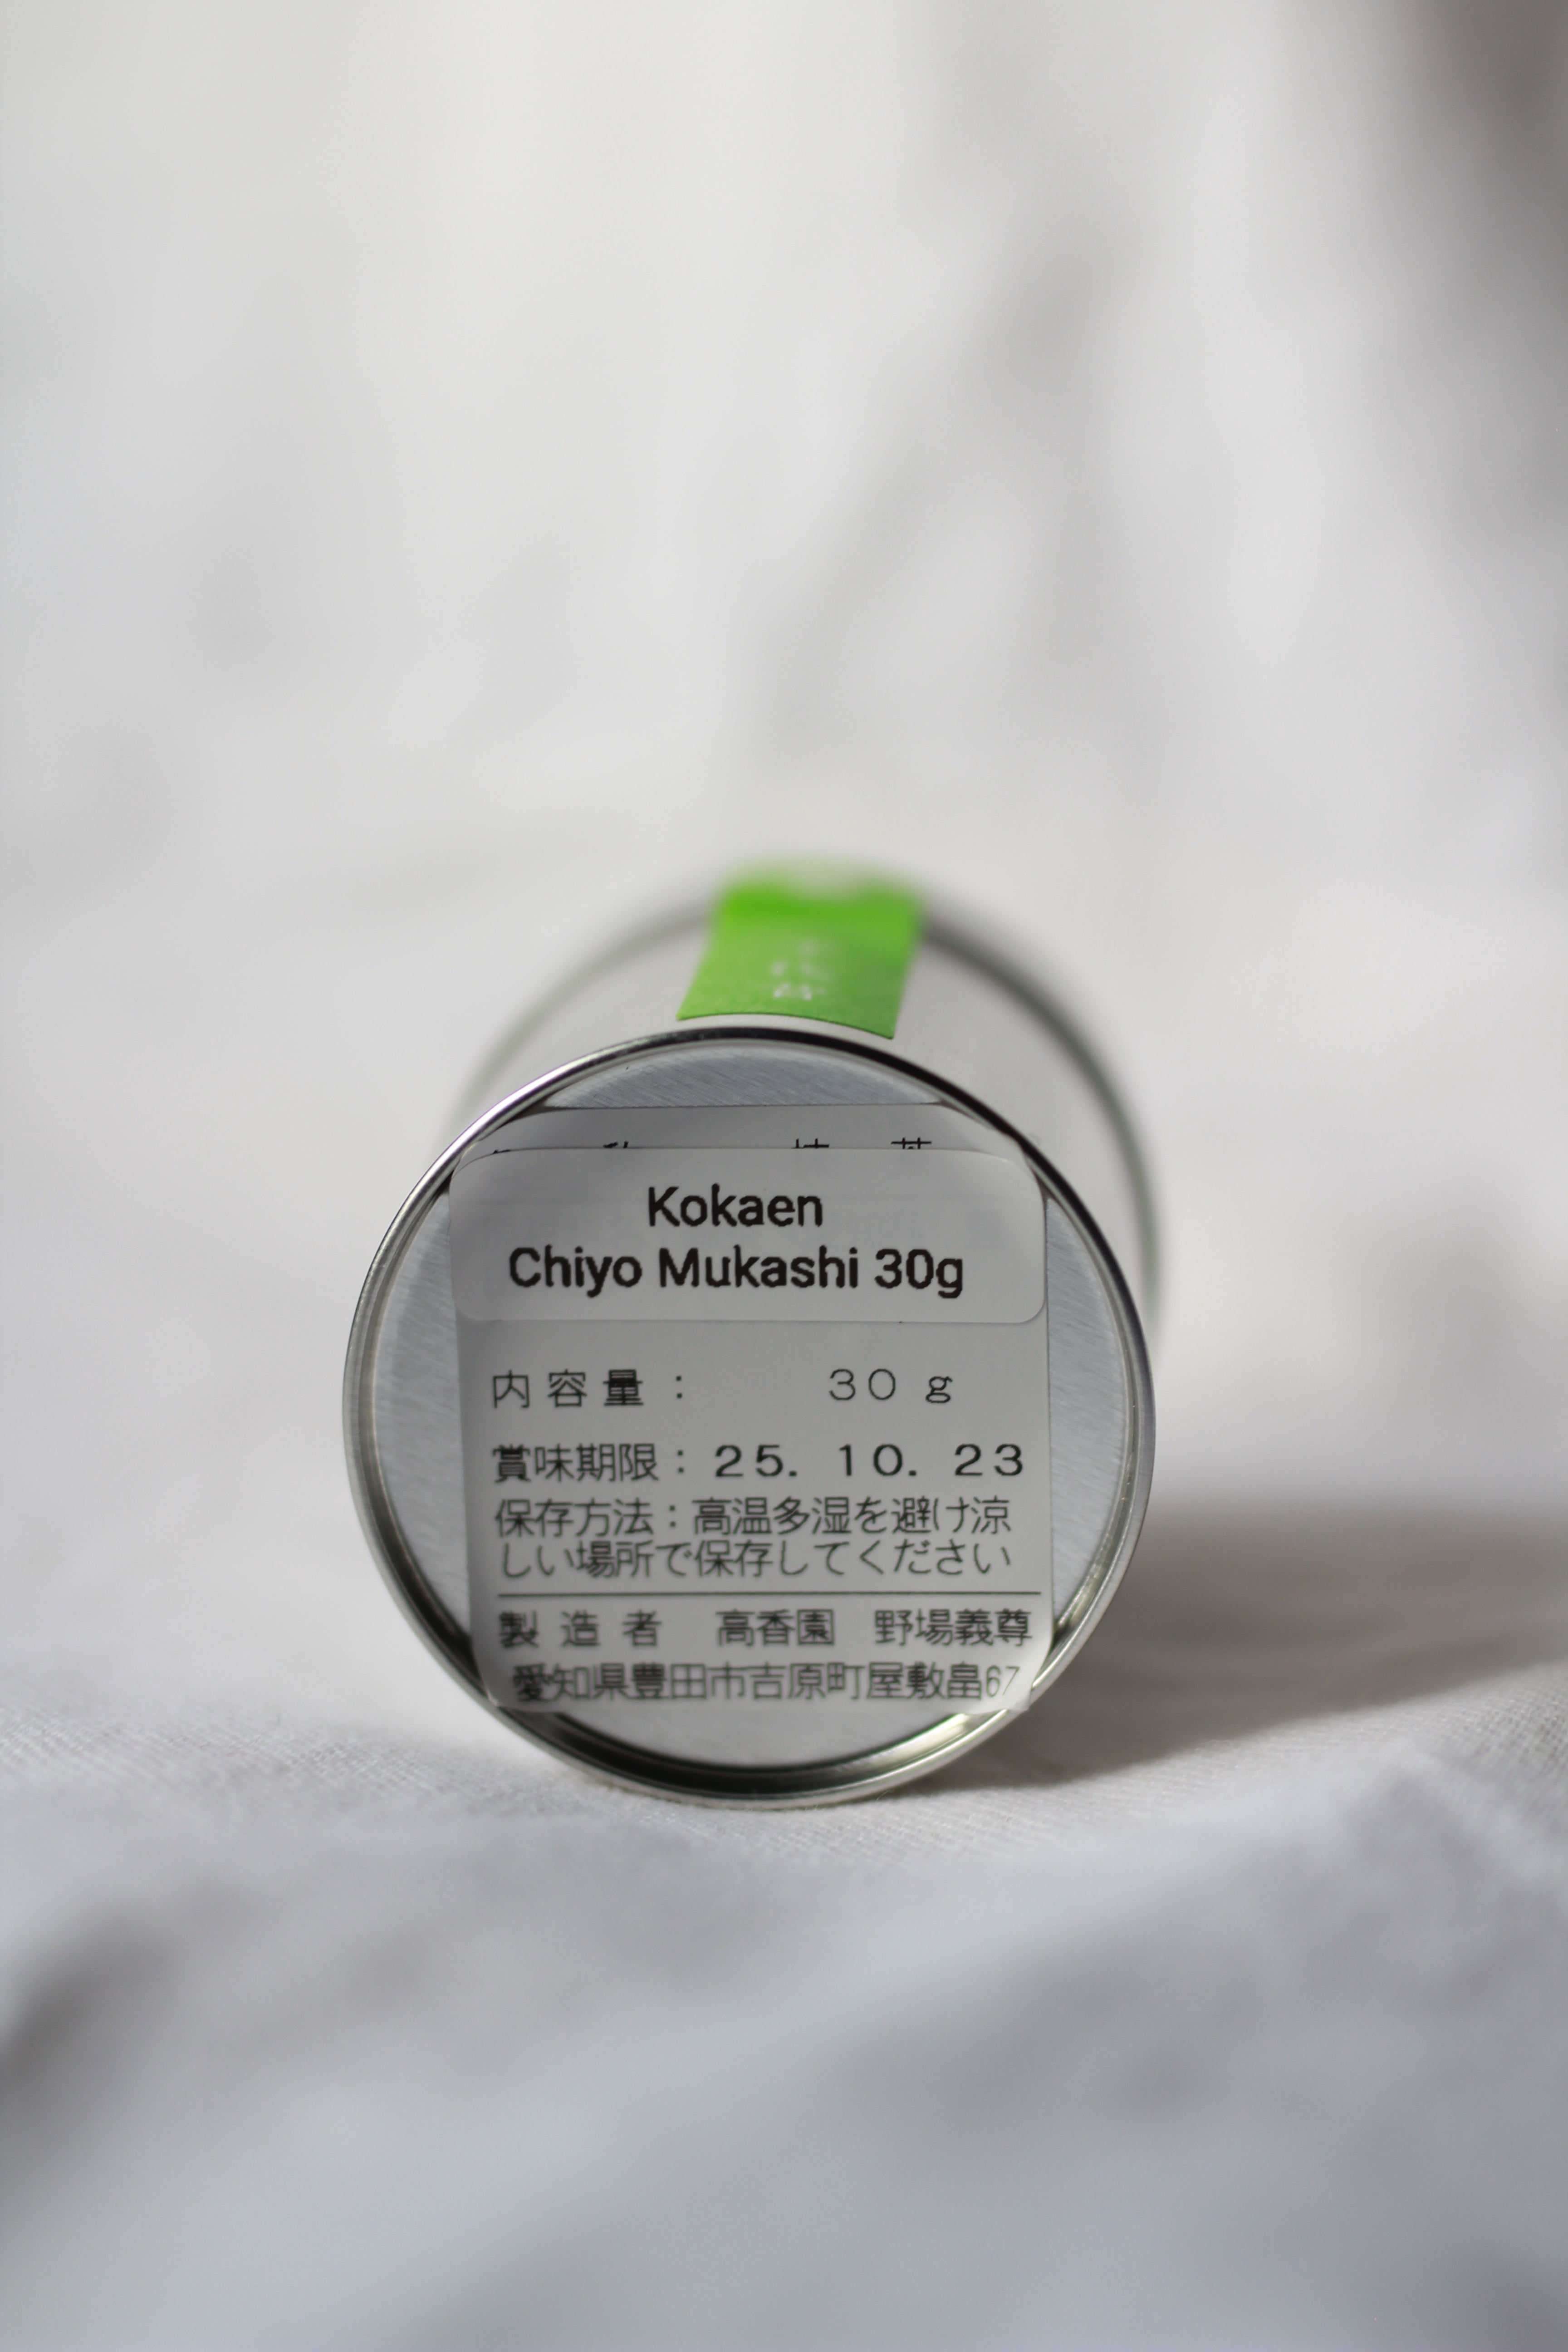 Kokaen
Chiyo Mukashi 30g
内容量： 30g
賞味期限：25. 10. 23
保存方法：高温多湿を避け涼
しい場所で保存してください
製造者 高香園 野場義尊
愛知県豊田市吉原町屋敷畠67